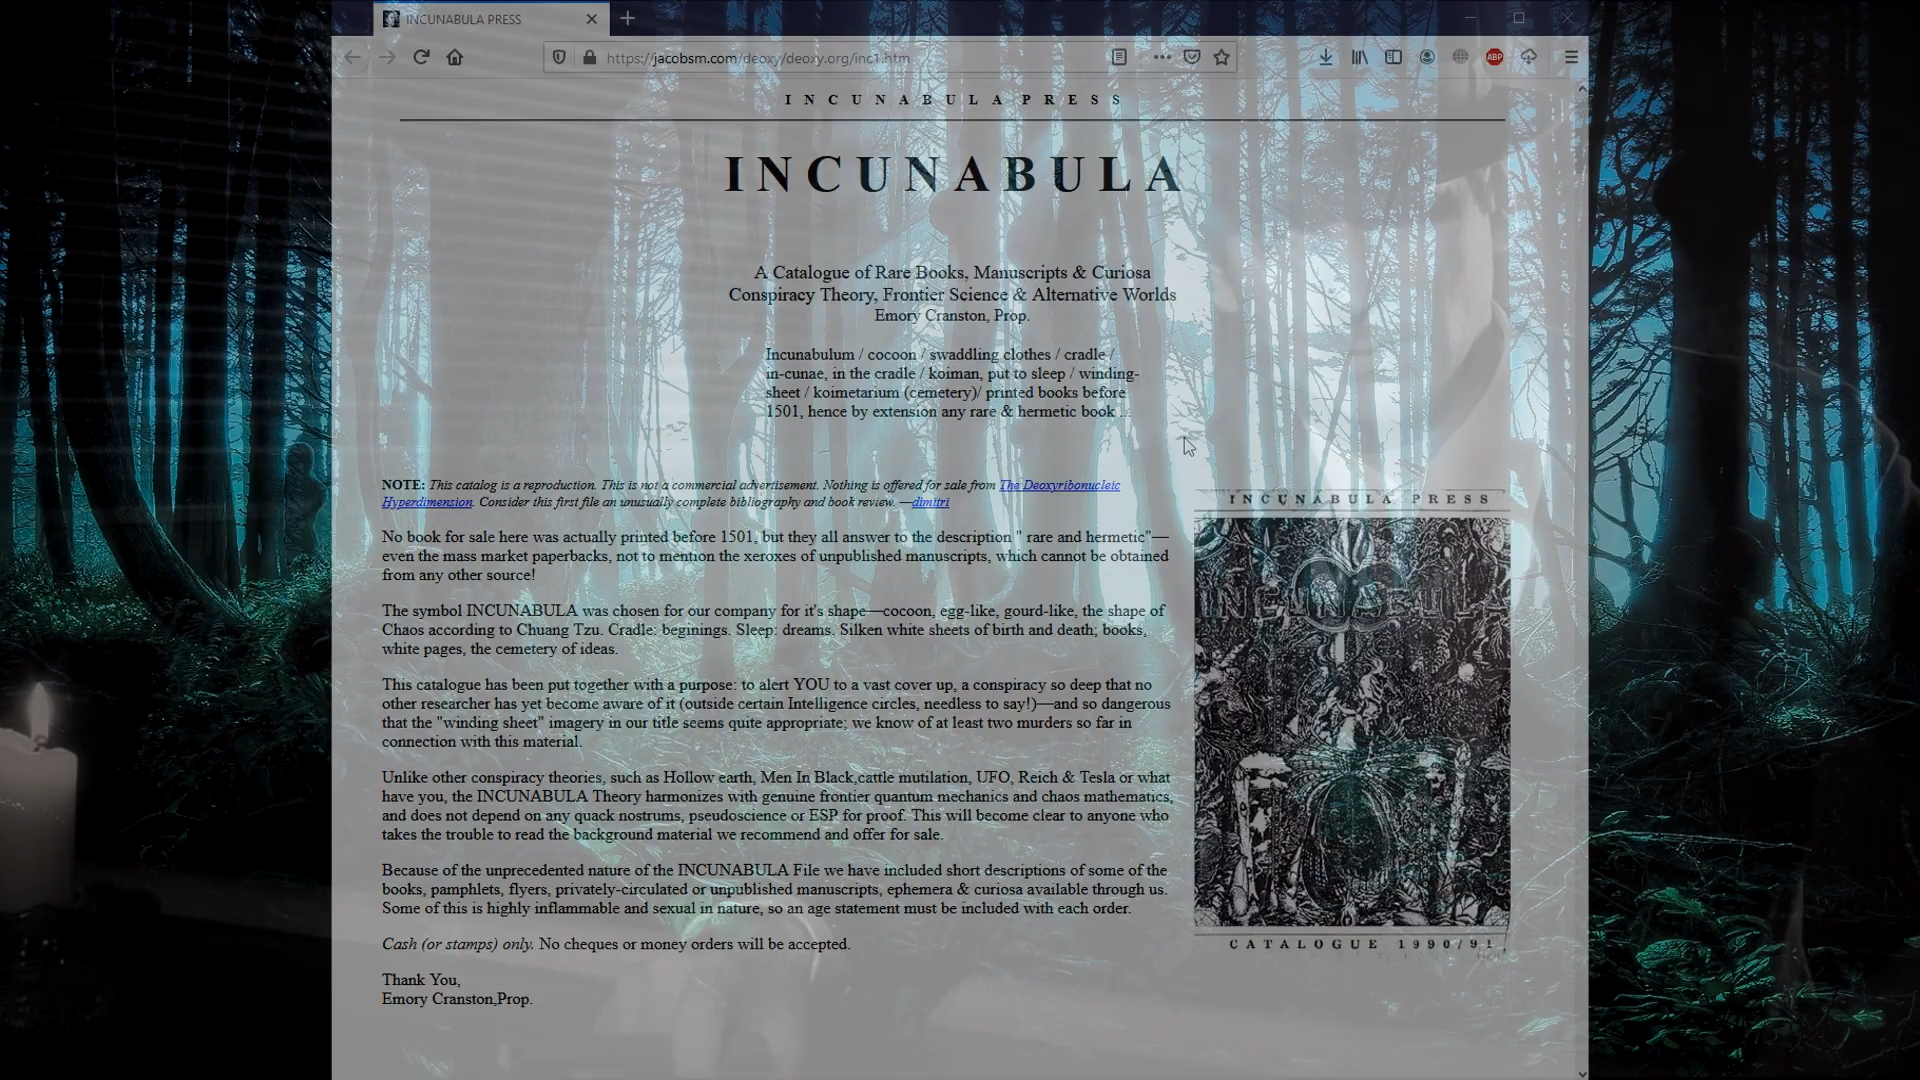 INCUNABULA PRESS
https://jacobsm.com/deoxy/deoxy.org/inc1.htm
ABP
INCUNABULA PRESS
INCUNABULA
A Catalogue of Rare Books, Manuscripts & Curiosa
Conspiracy Theory, Frontier Science & Alternative Worlds
Emory Cranston, Prop.
Incunabulum / cocoon / swaddling clothes / cradle /
in-cunae, in the cradle / koiman, put to sleep / winding-
sheet / koimetarium (cemetery)/ printed books before
1501, hence by extension any rare & hermetic book ...
NOTE: This catalog is a reproduction. This is not a commercial advertisement. Nothing is offered for sale from The Deoxyribonucleic
Hyperdimension. Consider this first file an unusually complete bibliography and book review. —dimitri
No book for sale here was actually printed before 1501, but they all answer to the description " rare and hermetic"—
even the mass market paperbacks, not to mention the xeroxes of unpublished manuscripts, which cannot be obtained
from any other source!
The symbol INCUNABULA was chosen for our company for it's shape—cocoon, egg-like, gourd-like, the shape of
Chaos according to Chuang Tzu. Cradle: beginings. Sleep: dreams. Silken white sheets of birth and death; books,
white pages, the cemetery of ideas.
This catalogue has been put together with a purpose: to alert YOU to a vast cover up, a conspiracy so deep that no
other researcher has yet become aware of it (outside certain Intelligence circles, needless to say!)—and so dangerous
that the "winding sheet" imagery in our title seems quite appropriate; we know of at least two murders so far in
connection with this material.
Unlike other conspiracy theories, such as Hollow earth, Men In Black,cattle mutilation, UFO, Reich & Tesla or what
have you, the INCUNABULA Theory harmonizes with genuine frontier quantum mechanics and chaos mathematics,
and does not depend on any quack nostrums, pseudoscience or ESP for proof. This will become clear to anyone who
takes the trouble to read the background material we recommend and offer for sale.
Because of the unprecedented nature of the INCUNABULA File we have included short descriptions of some of the
books, pamphlets, flyers, privately-circulated or unpublished manuscripts, ephemera & curiosa available through us.
Some of this is highly inflammable and sexual in nature, so an age statement must be included with each order.
Cash (or stamps) only. No cheques or money orders will be accepted.
Thank You,
Emory Cranston,Prop.
INCUNABULA PRESS
INCUNABULA
CATALOGUE 1990/91